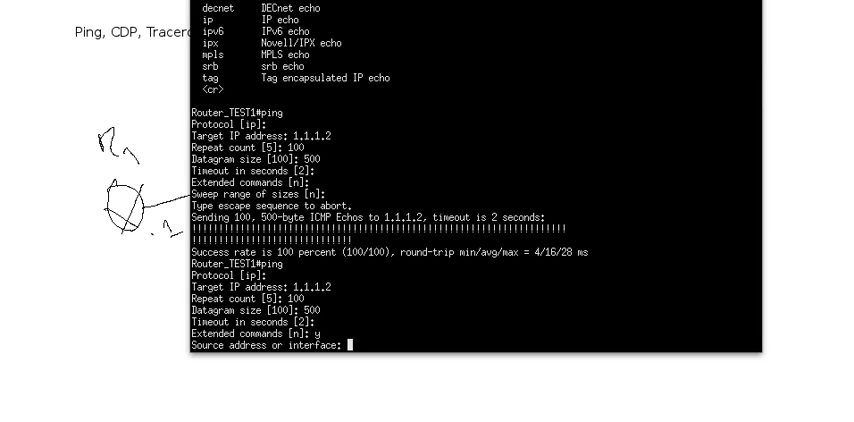 decnet DECnet echo
ip IP echo
ipv6 IPv6 echo
ipx Novell/IPX echo
mpls MPLS echo
srb srb echo
tag Tag encapsulated IP echo
<cr>
Ping, CDP, Tracero
Router_TEST1#ping
Protocol [ip]:
Target IP address: 1.1.1.2
Repeat count [5]: 100
Datagram size [100]: 500
Timeout in seconds [2]:
Extended commands [n]:
Sweep range of sizes [n]:
Type escape sequence to abort.
Sending 100, 500-byte ICMP Echos to 1.1.1.2, timeout is 2 seconds:
!!!!!!!!!!!!!!!!!!!!!!!!!!!!!!!!!!!!!!!!!!!!!!!!!!!!!!!!!!!!!!!!!!!!!!
!!!!!!!!!!!!!!!!!!!!!!!!!!!!!!
Success rate is 100 percent (100/100), round-trip min/avg/max = 4/16/28 ms
Router_TEST1#ping
Protocol [ip]:
Target IP address: 1.1.1.2
Repeat count [5]: 100
Datagram size [100]: 500
Timeout in seconds [2]:
Extended commands [n]: y
Source address or interface:
R1
.1